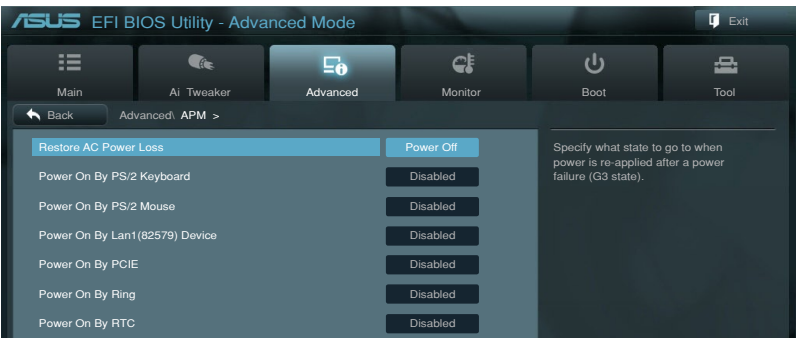 ASUS EFI BIOS Utility - Advanced Mode
Exit
Main
Ai Tweaker
Advanced
Monitor
Boot
Tool
Back
Advanced\ APM >
Restore AC Power Loss Power Off
Power On By PS/2 Keyboard Disabled
Power On By PS/2 Mouse Disabled
Power On By Lan1(82579) Device Disabled
Power On By PCIE Disabled
Power On By Ring Disabled
Power On By RTC Disabled
Specify what state to go to when
power is re-applied after a power
failure (G3 state).